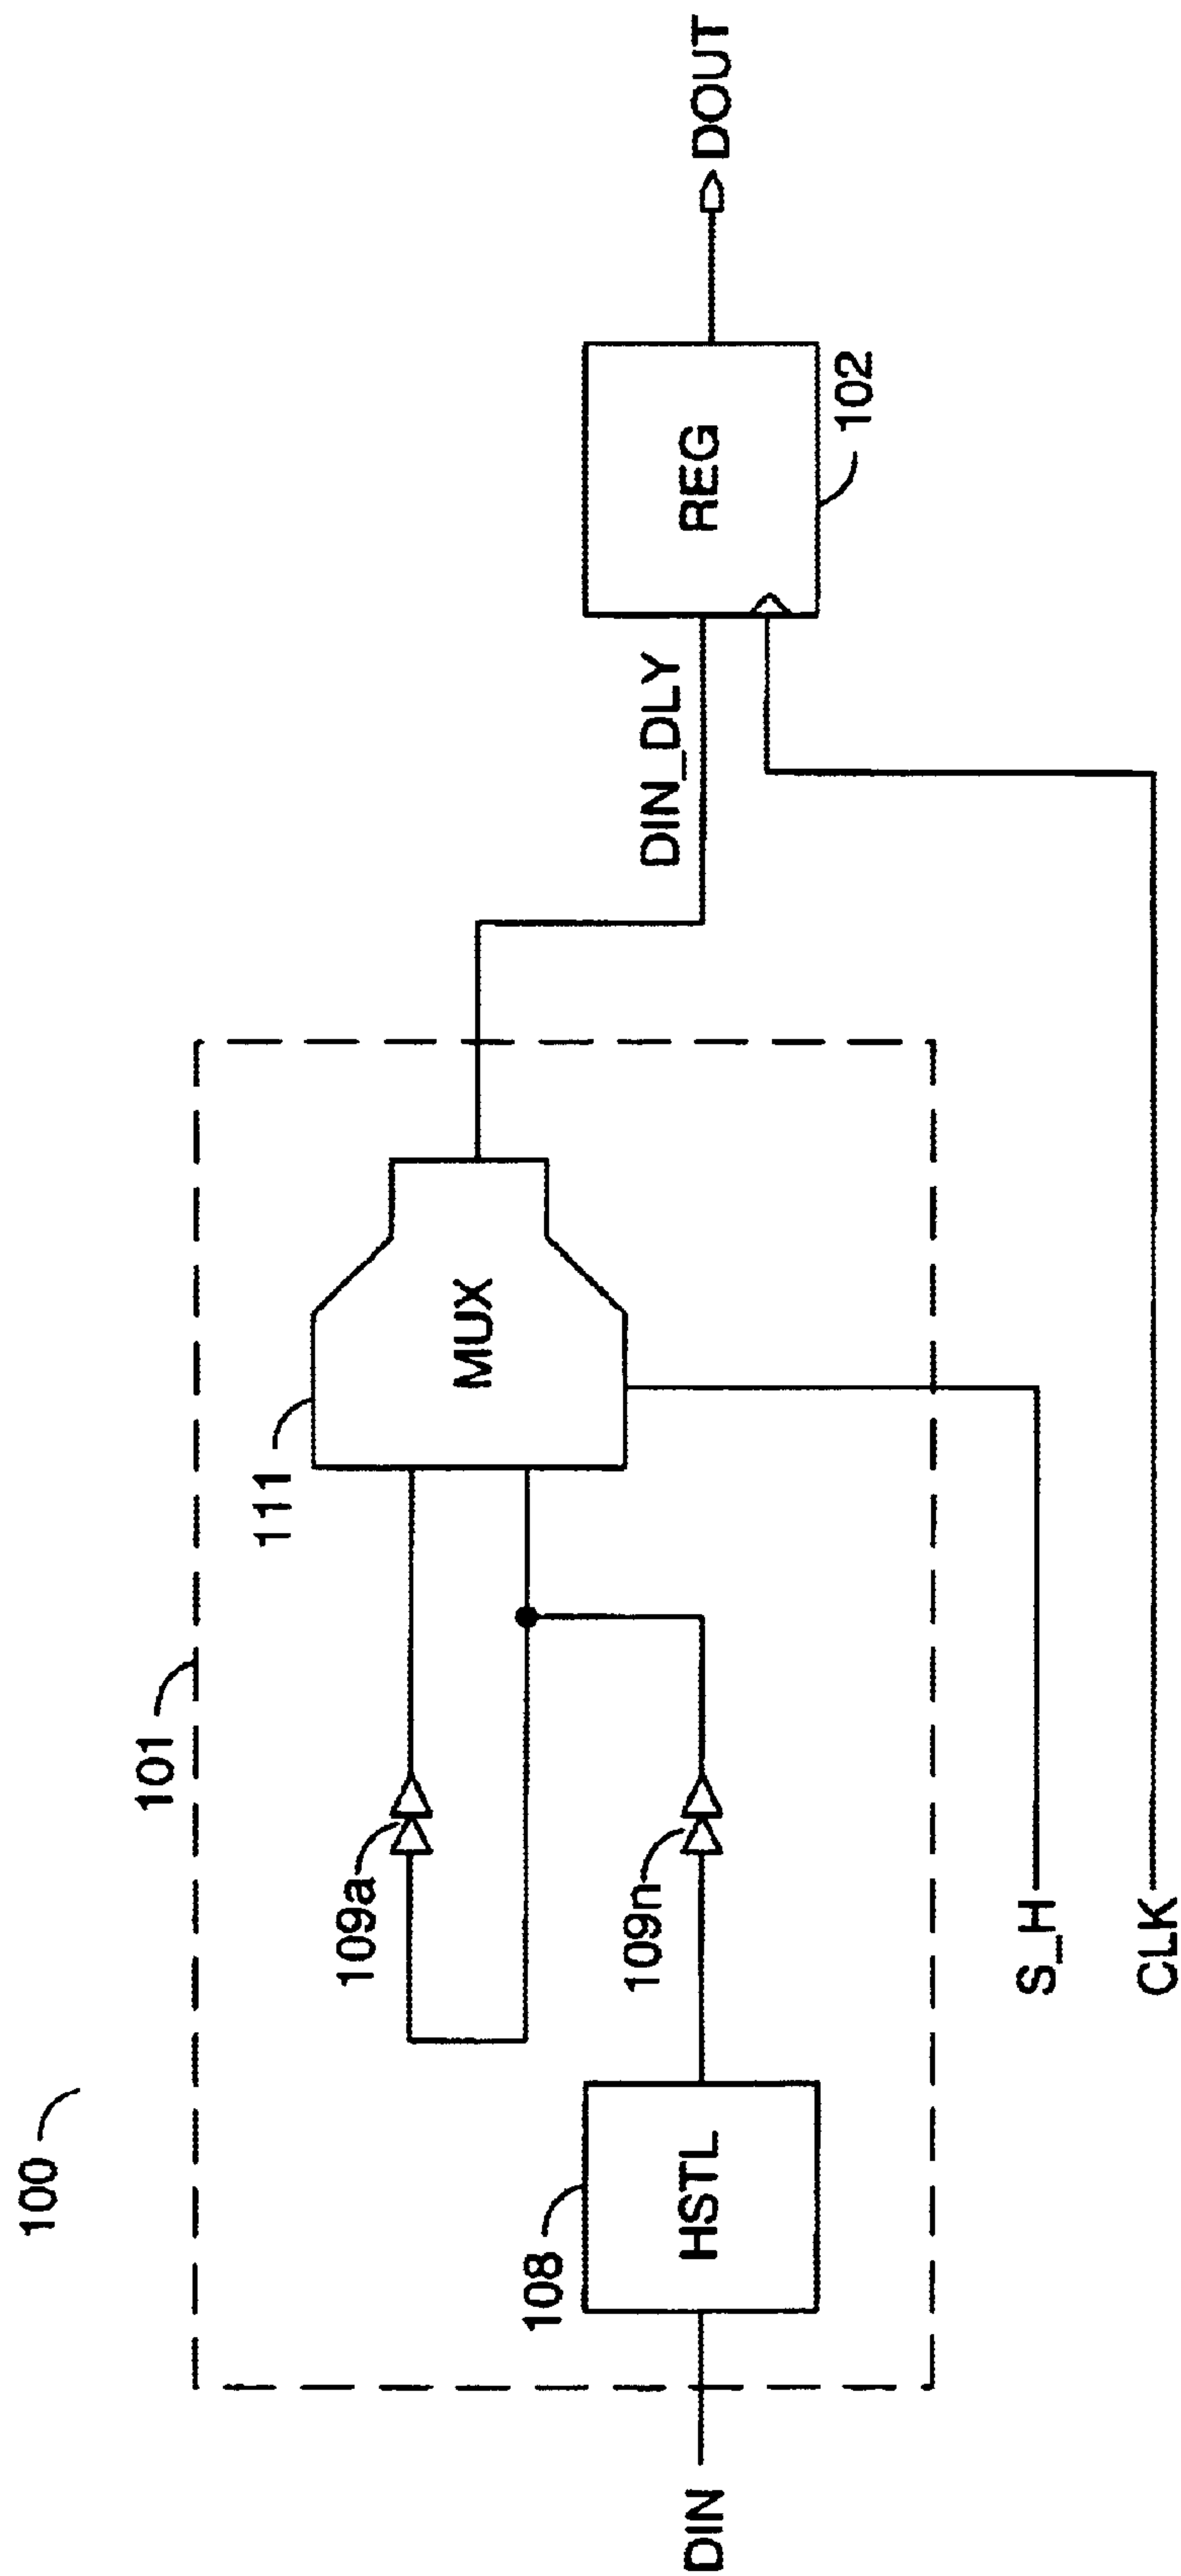 100
101
111
MUX
109a
109n
108
HSTL
DIN
S_H
CLK
DIN_DLY
REG
102
DOUT